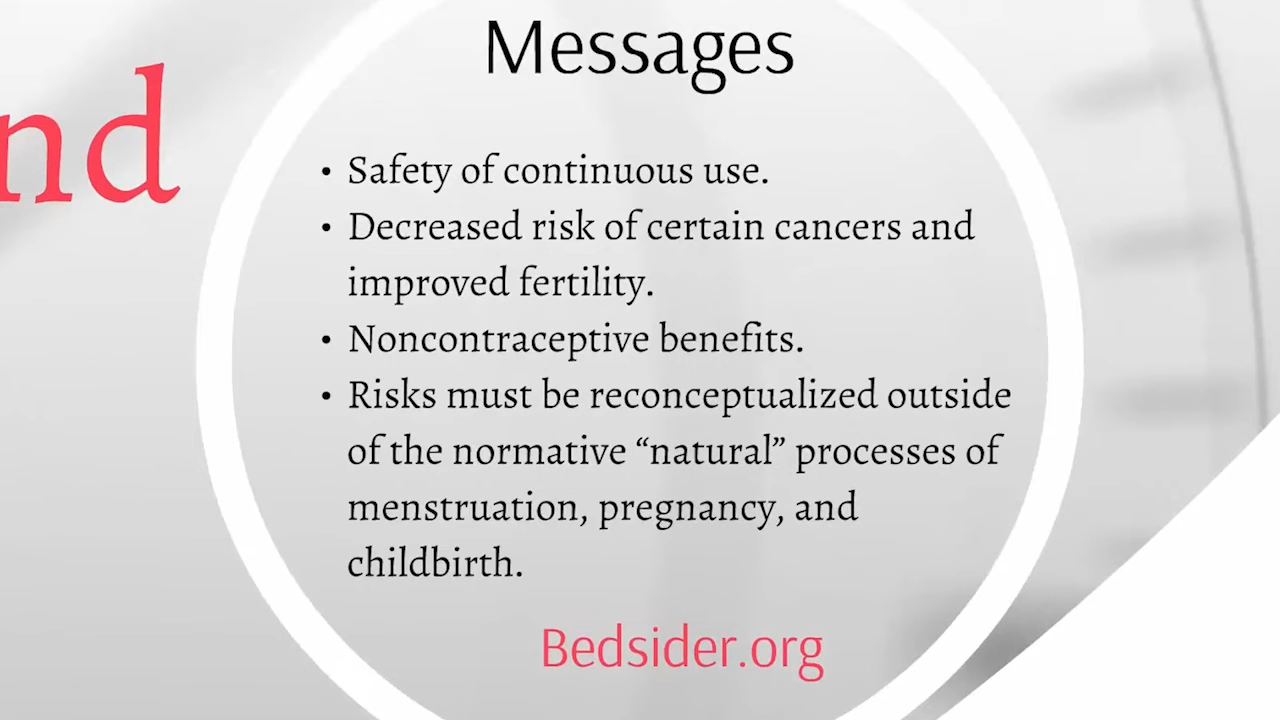 Messages
nd
• Safety of continuous use.
• Decreased risk of certain cancers and
improved fertility.
• Noncontraceptive benefits.
• Risks must be reconceptualized outside
of the normative “natural” processes of
menstruation, pregnancy, and
childbirth.
Bedsider.org